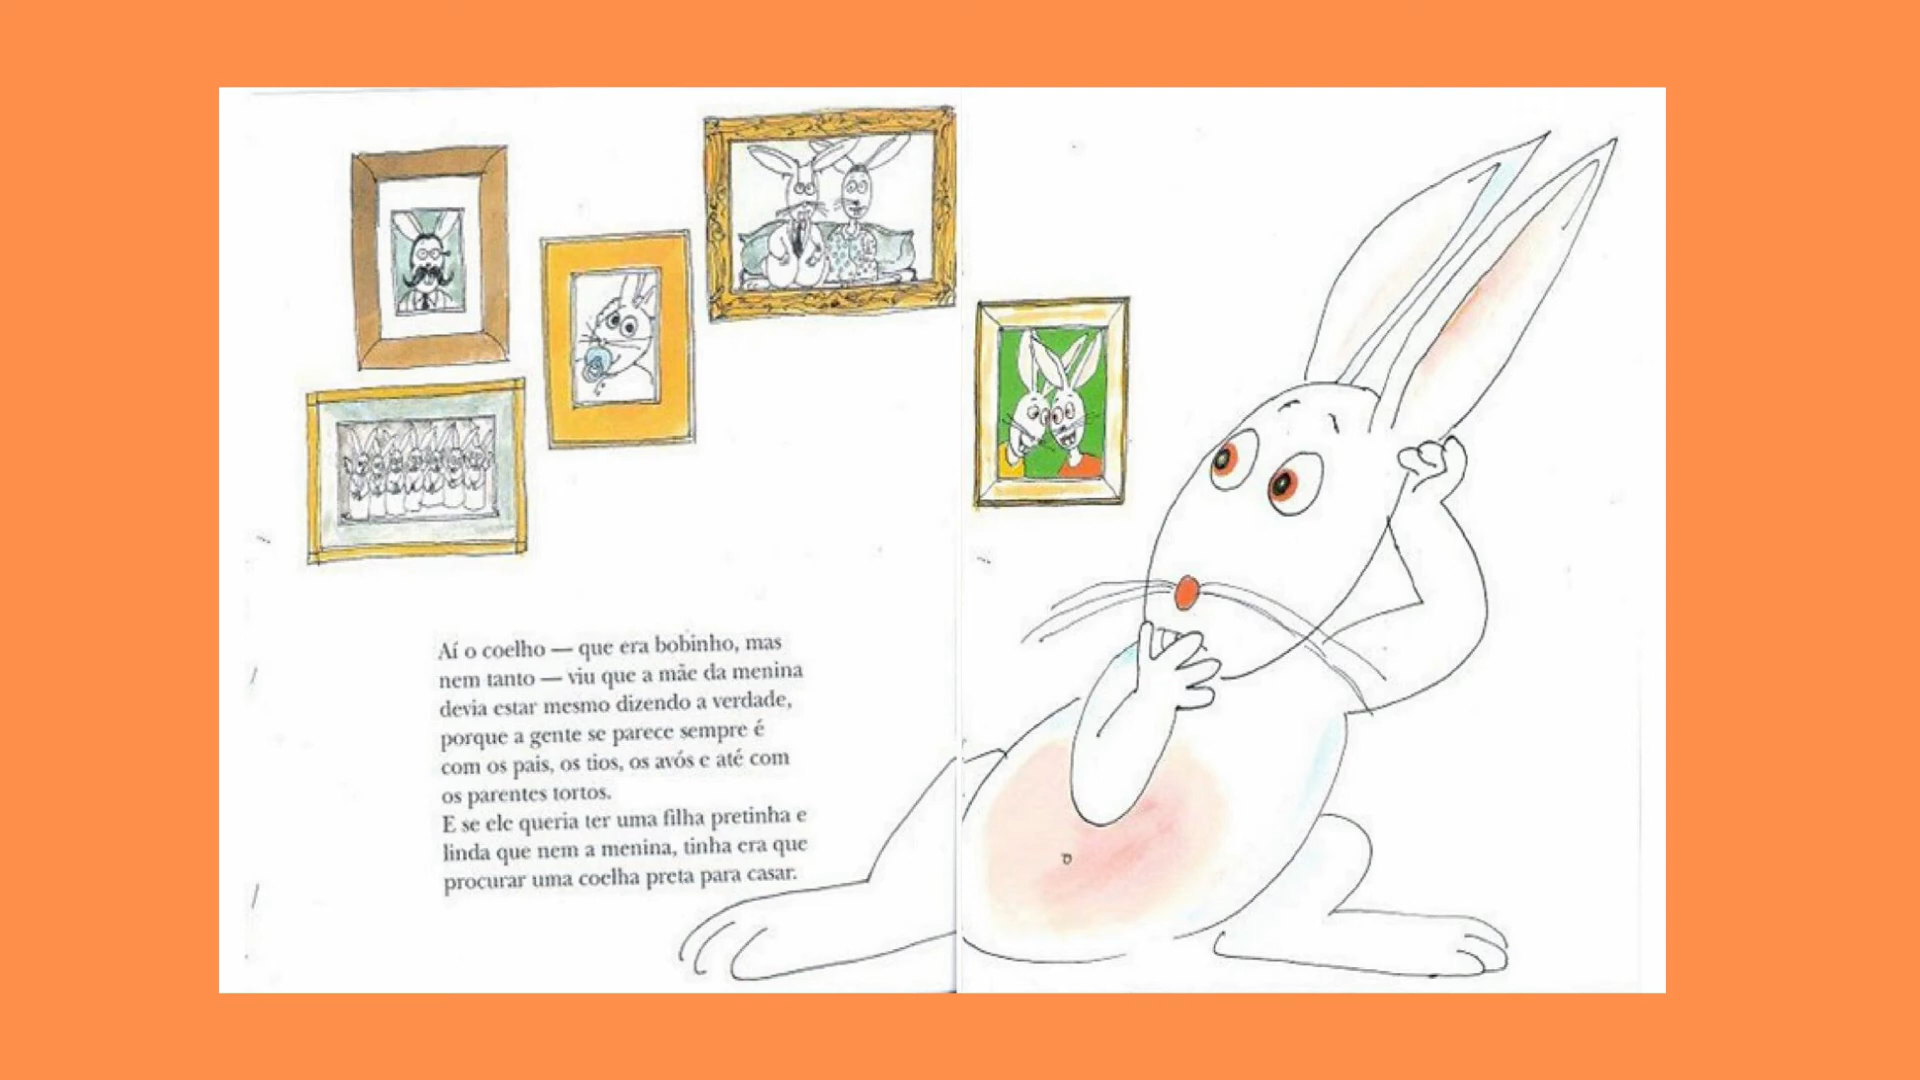 Aí o coelho — que era bobinho, mas
nem tanto — viu que a mãe da menina
devia estar mesmo dizendo a verdade,
porque a gente se parece sempre é
com os pais, os tios, os avós e até com
os parentes tortos.
E se ele queria ter uma filha pretinha e
linda que nem a menina, tinha era que
procurar uma coelha preta para casar.